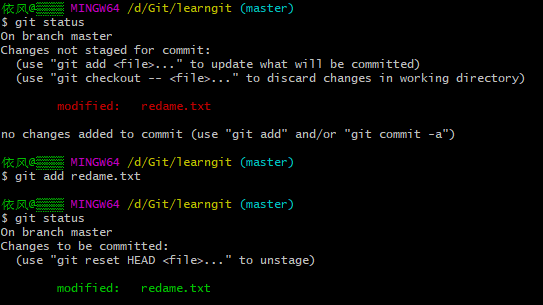 依风@▒▒▒▒ MINGW64 /d/Git/learngit (master)
$ git status
On branch master
Changes not staged for commit:
  (use "git add <file>..." to update what will be committed)
  (use "git checkout -- <file>..." to discard changes in working directory)
        modified:   redame.txt
no changes added to commit (use "git add" and/or "git commit -a")
依风@▒▒▒▒ MINGW64 /d/Git/learngit (master)
$ git add redame.txt
依风@▒▒▒▒ MINGW64 /d/Git/learngit (master)
$ git status
On branch master
Changes to be committed:
  (use "git reset HEAD <file>..." to unstage)
        modified:   redame.txt